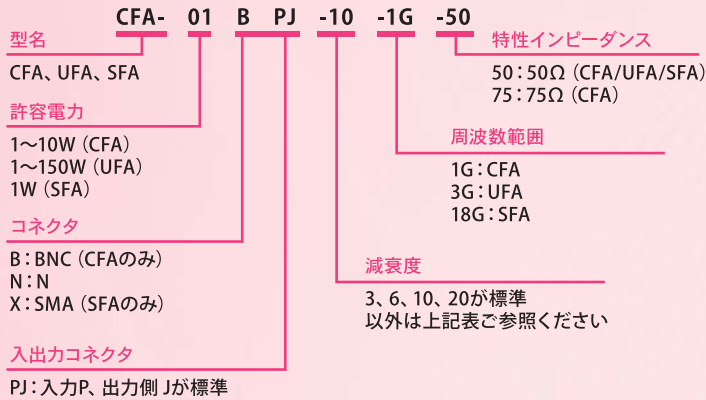 CFA- 01 B PJ -10 -1G -50
型名
CFA、UFA、SFA
許容電力
1〜10W（CFA）
1〜150W（UFA）
1W（SFA）
コネクタ
B：BNC（CFAのみ）
N：N
X：SMA（SFAのみ）
入出力コネクタ
PJ：入力P、出力側 Jが標準
特性インピーダンス
50：50Ω（CFA/UFA/SFA）
75：75Ω（CFA）
周波数範囲
1G：CFA
3G：UFA
18G：SFA
減衰度
3、6、10、20が標準
以外は上記表ご参照ください